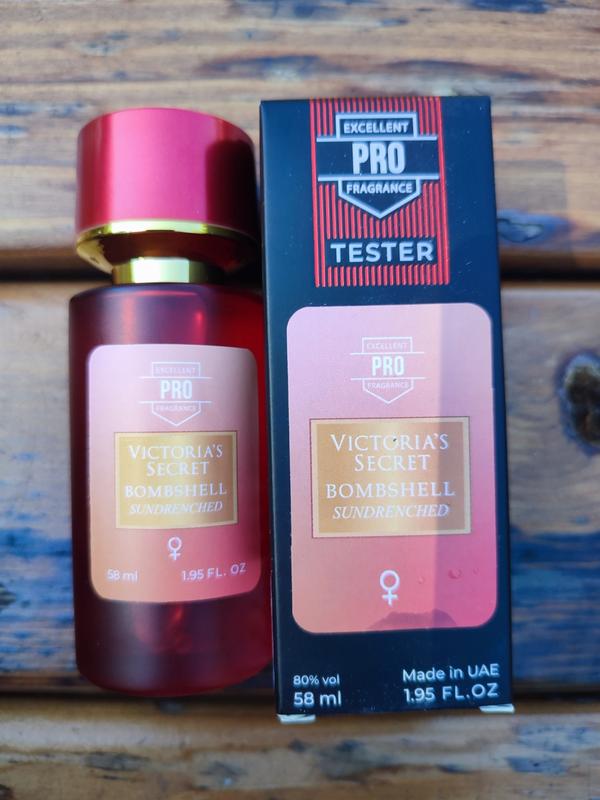 EXCELLENT
PRO
FRAGRANCE
VICTORIA'S
SECRET
BOMBSHELL
SUNDRENCHED
58 ml 1.95 FL. OZ
EXCELLENT
PRO
FRAGRANCE
TESTER
EXCELLENT
PRO
FRAGRANCE
VICTORIA'S
SECRET
BOMBSHELL
SUNDRENCHED
80% vol Made in UAE
58 ml 1.95 FL.OZ